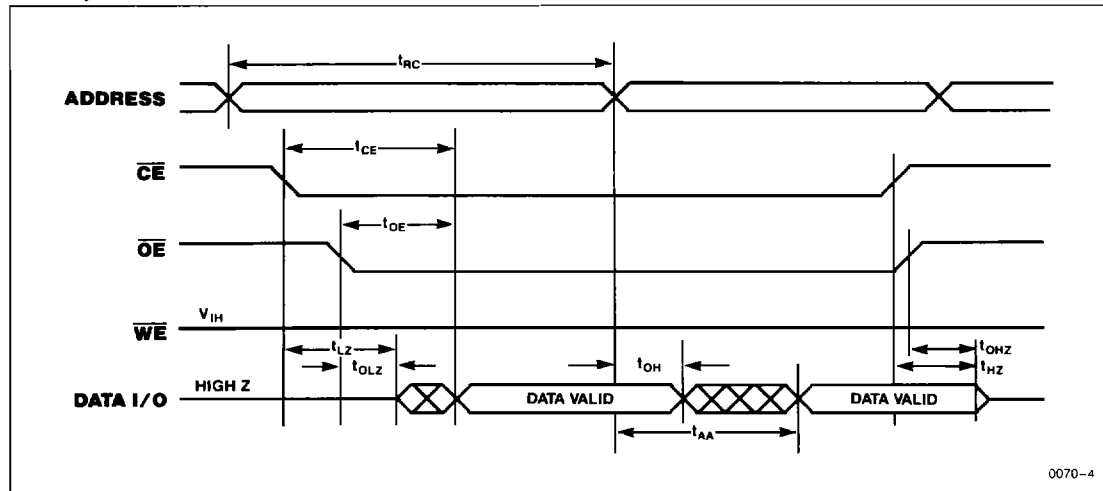 tRC
ADDRESS
tCE
CE
tOE
OE
VIH
WE
tLZ
tOHZ
tOLZ
tOH
tHZ
HIGH Z
DATA I/O
DATA VALID
DATA VALID
tAA
0070-4